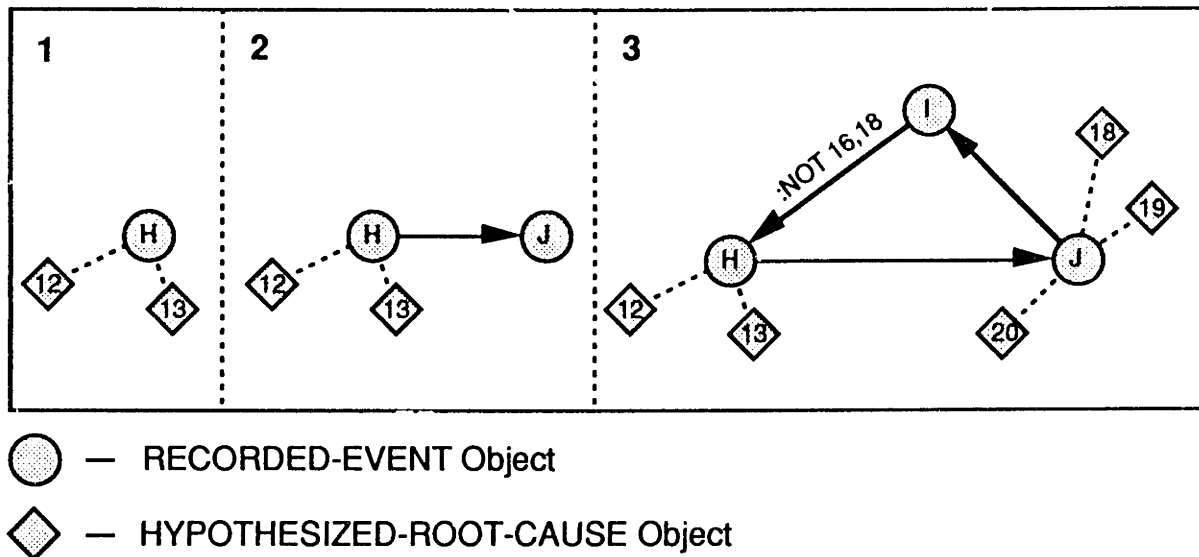 1
2
3
I
18
:NOT 16,18
19
H
H
J
H
J
12
13
12
13
12
13
20
— RECORDED-EVENT Object
— HYPOTHESIZED-ROOT-CAUSE Object